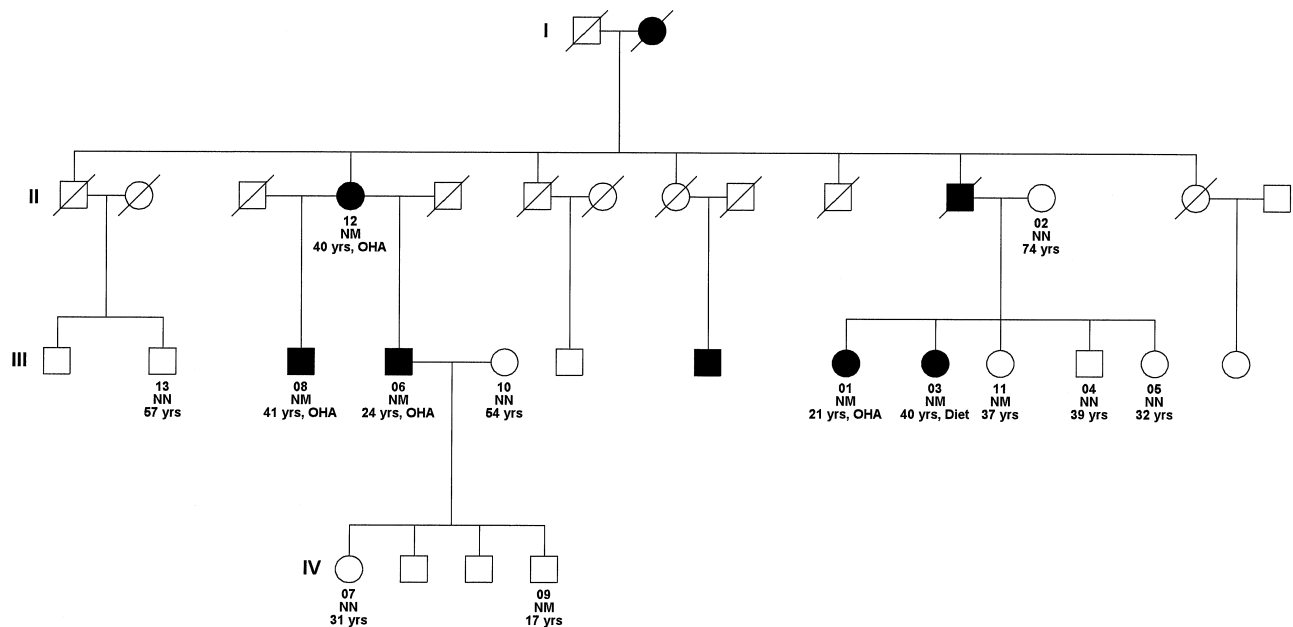 I
II
12
NM
40 yrs, OHA
02
NN
74 yrs
III
13
NN
57 yrs
08
NM
41 yrs, OHA
06
NM
24 yrs, OHA
10
NN
54 yrs
01
NM
21 yrs, OHA
03
NM
40 yrs, Diet
11
NM
37 yrs
04
NN
39 yrs
05
NN
32 yrs
IV
07
NN
31 yrs
09
NM
17 yrs